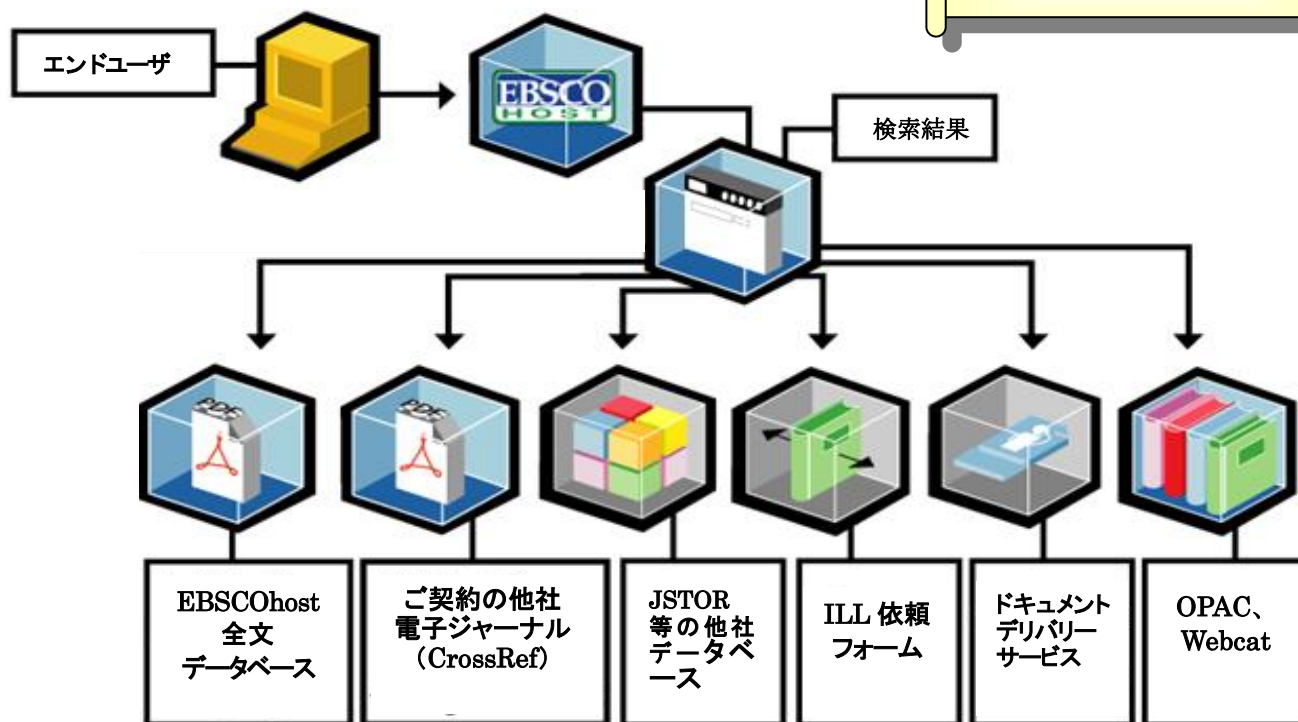 エンドユーザ
EBSCO
HOST
検索結果
PDF
PDF
EBSCOhost
全文
データベース
ご契約の他社
電子ジャーナル
(CrossRef)
JSTOR
等の他社
データベ
ース
ILL 依頼
フォーム
ドキュメント
デリバリー
サービス
OPAC、
Webcat